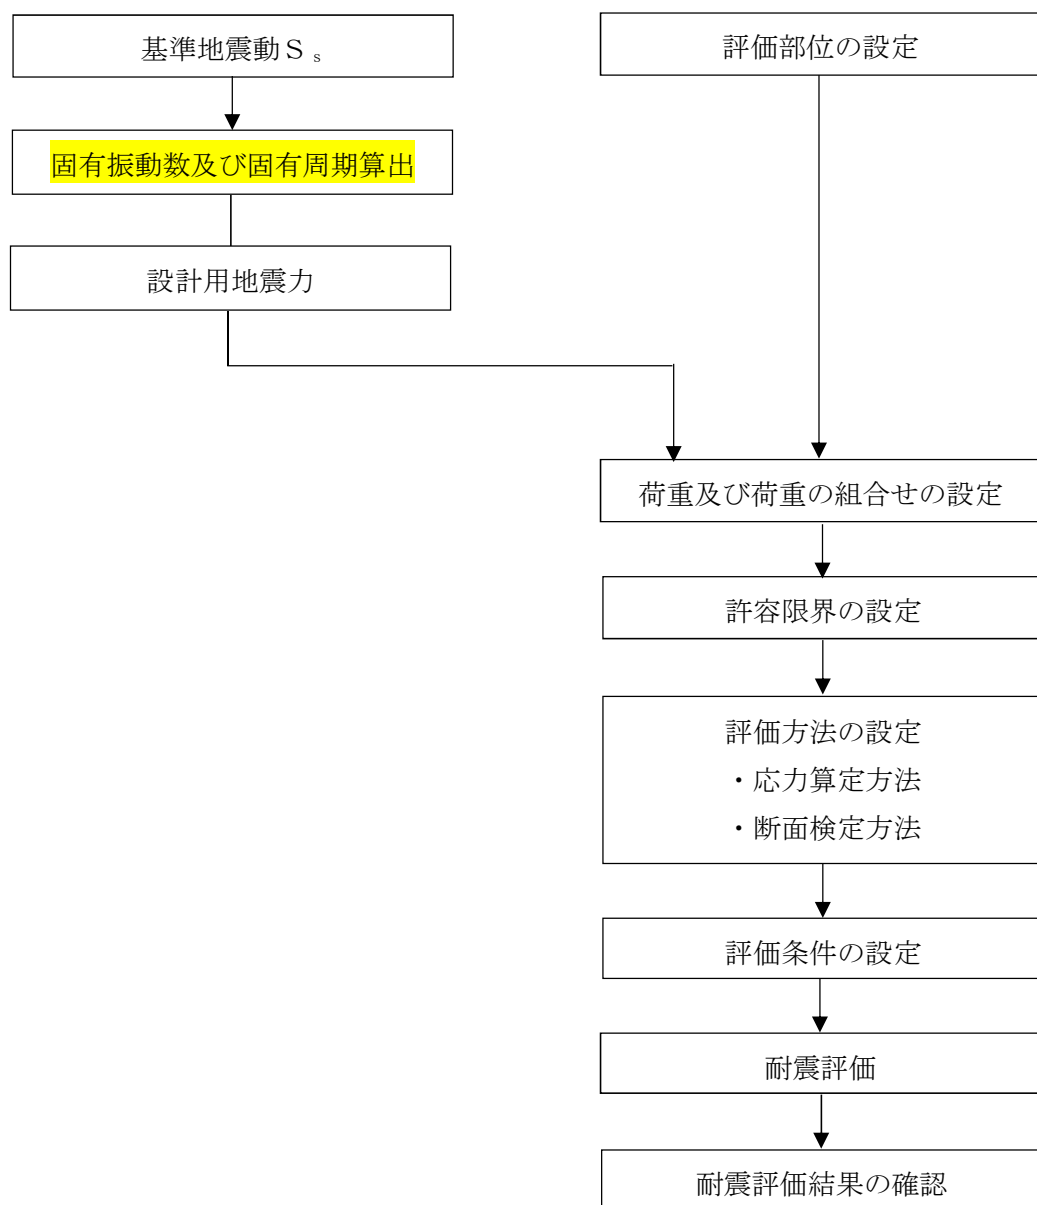 基準地震動Ｓｓ
評価部位の設定
固有振動数及び固有周期算出
設計用地震力
荷重及び荷重の組合せの設定
許容限界の設定
評価方法の設定
・応力算定方法
・断面検定方法
評価条件の設定
耐震評価
耐震評価結果の確認